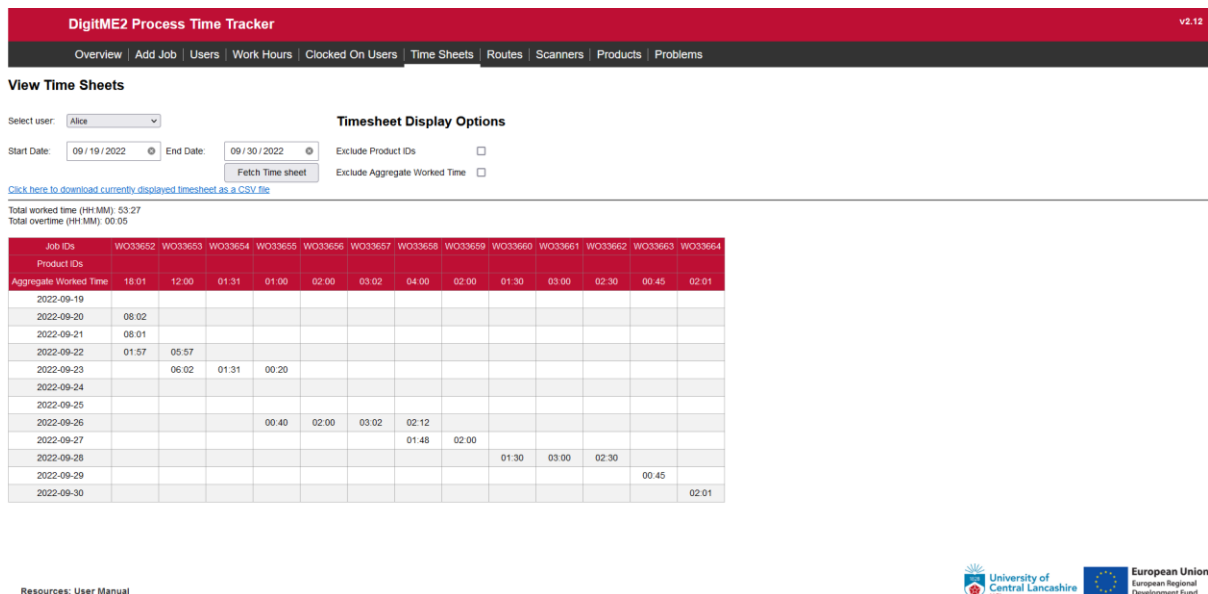 DigitME2 Process Time Tracker
v2.12
Overview | Add Job | Users | Work Hours | Clocked On Users | Time Sheets | Routes | Scanners | Products | Problems
View Time Sheets
Select user: Alice
Timesheet Display Options
Start Date: 09/19/2022 End Date: 09/30/2022 Exclude Product IDs
Fetch Time sheet Exclude Aggregate Worked Time
Click here to download currently displayed timesheet as a CSV file
Total worked time (HH:MM): 53:27
Total overtime (HH:MM): 00:05
Job IDs WO33652 WO33653 WO33654 WO33655 WO33656 WO33657 WO33658 WO33659 WO33660 WO33661 WO33662 WO33663 WO33664
Product IDs
Aggregate Worked Time 18:01 12:00 01:31 01:00 02:00 03:02 04:00 02:00 01:30 03:00 02:30 00:45 02:01
2022-09-19
2022-09-20 08:02
2022-09-21 08:01
2022-09-22 01:57 05:57
2022-09-23 06:02 01:31 00:20
2022-09-24
2022-09-25
2022-09-26 00:40 02:00 03:02 02:12
2022-09-27 01:48 02:00
2022-09-28 01:30 03:00 02:30
2022-09-29 00:45
2022-09-30 02:01
Resources: User Manual
University of
Central Lancashire
European Union
European Regional
Development Fund